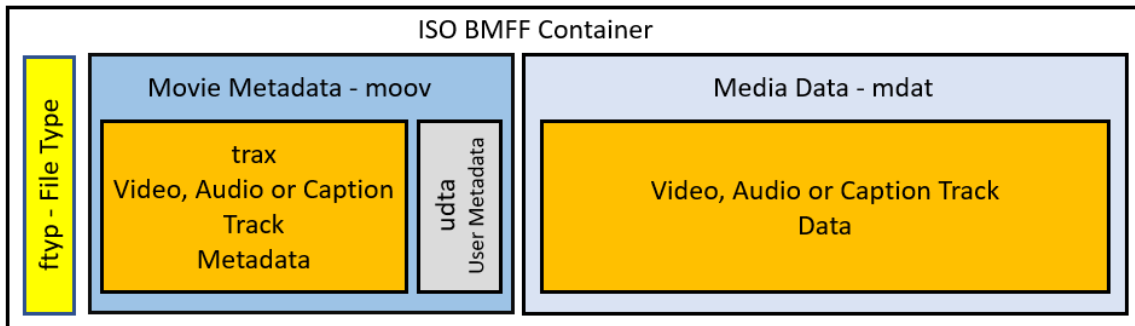 ISO BMFF Container
ftyp - File Type
Movie Metadata - moov
trax
Video, Audio or Caption
Track
Metadata
udta
User Metadata
Media Data - mdat
Video, Audio or Caption Track
Data